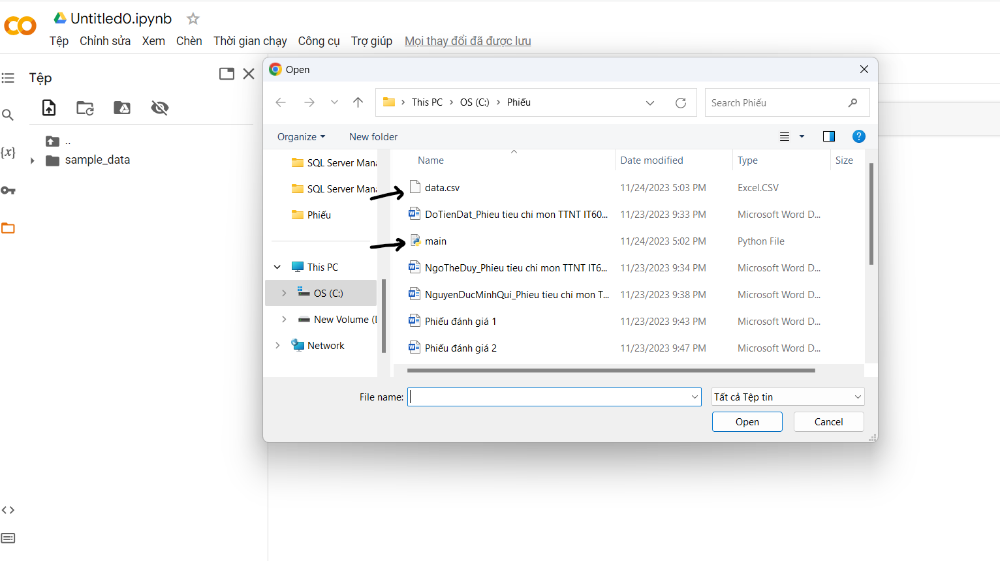 Untitled0.ipynb
Tệp Chỉnh sửa Xem Chèn Thời gian chạy Công cụ Trợ giúp Mọi thay đổi đã được lưu
Tệp
..
sample_data
{x}
Open
This PC > OS (C:) > Phiếu
Search Phiếu
Organize New folder
SQL Server Mana
SQL Server Mana
Phiếu
This PC
OS (C:)
New Volume (D
Network
Name Date modified Type Size
data.csv 11/24/2023 5:03 PM Excel.CSV
DoTienDat_Phieu tieu chi mon TTNT IT60... 11/23/2023 9:33 PM Microsoft Word D...
main 11/24/2023 5:02 PM Python File
NgoTheDuy_Phieu tieu chi mon TTNT IT6... 11/23/2023 9:34 PM Microsoft Word D...
NguyenDucMinhQui_Phieu tieu chi mon T... 11/23/2023 9:38 PM Microsoft Word D...
Phiếu đánh giá 1 11/23/2023 9:43 PM Microsoft Word D...
Phiếu đánh giá 2 11/23/2023 9:47 PM Microsoft Word D...
File name: Tất cả Tệp tin
Open Cancel